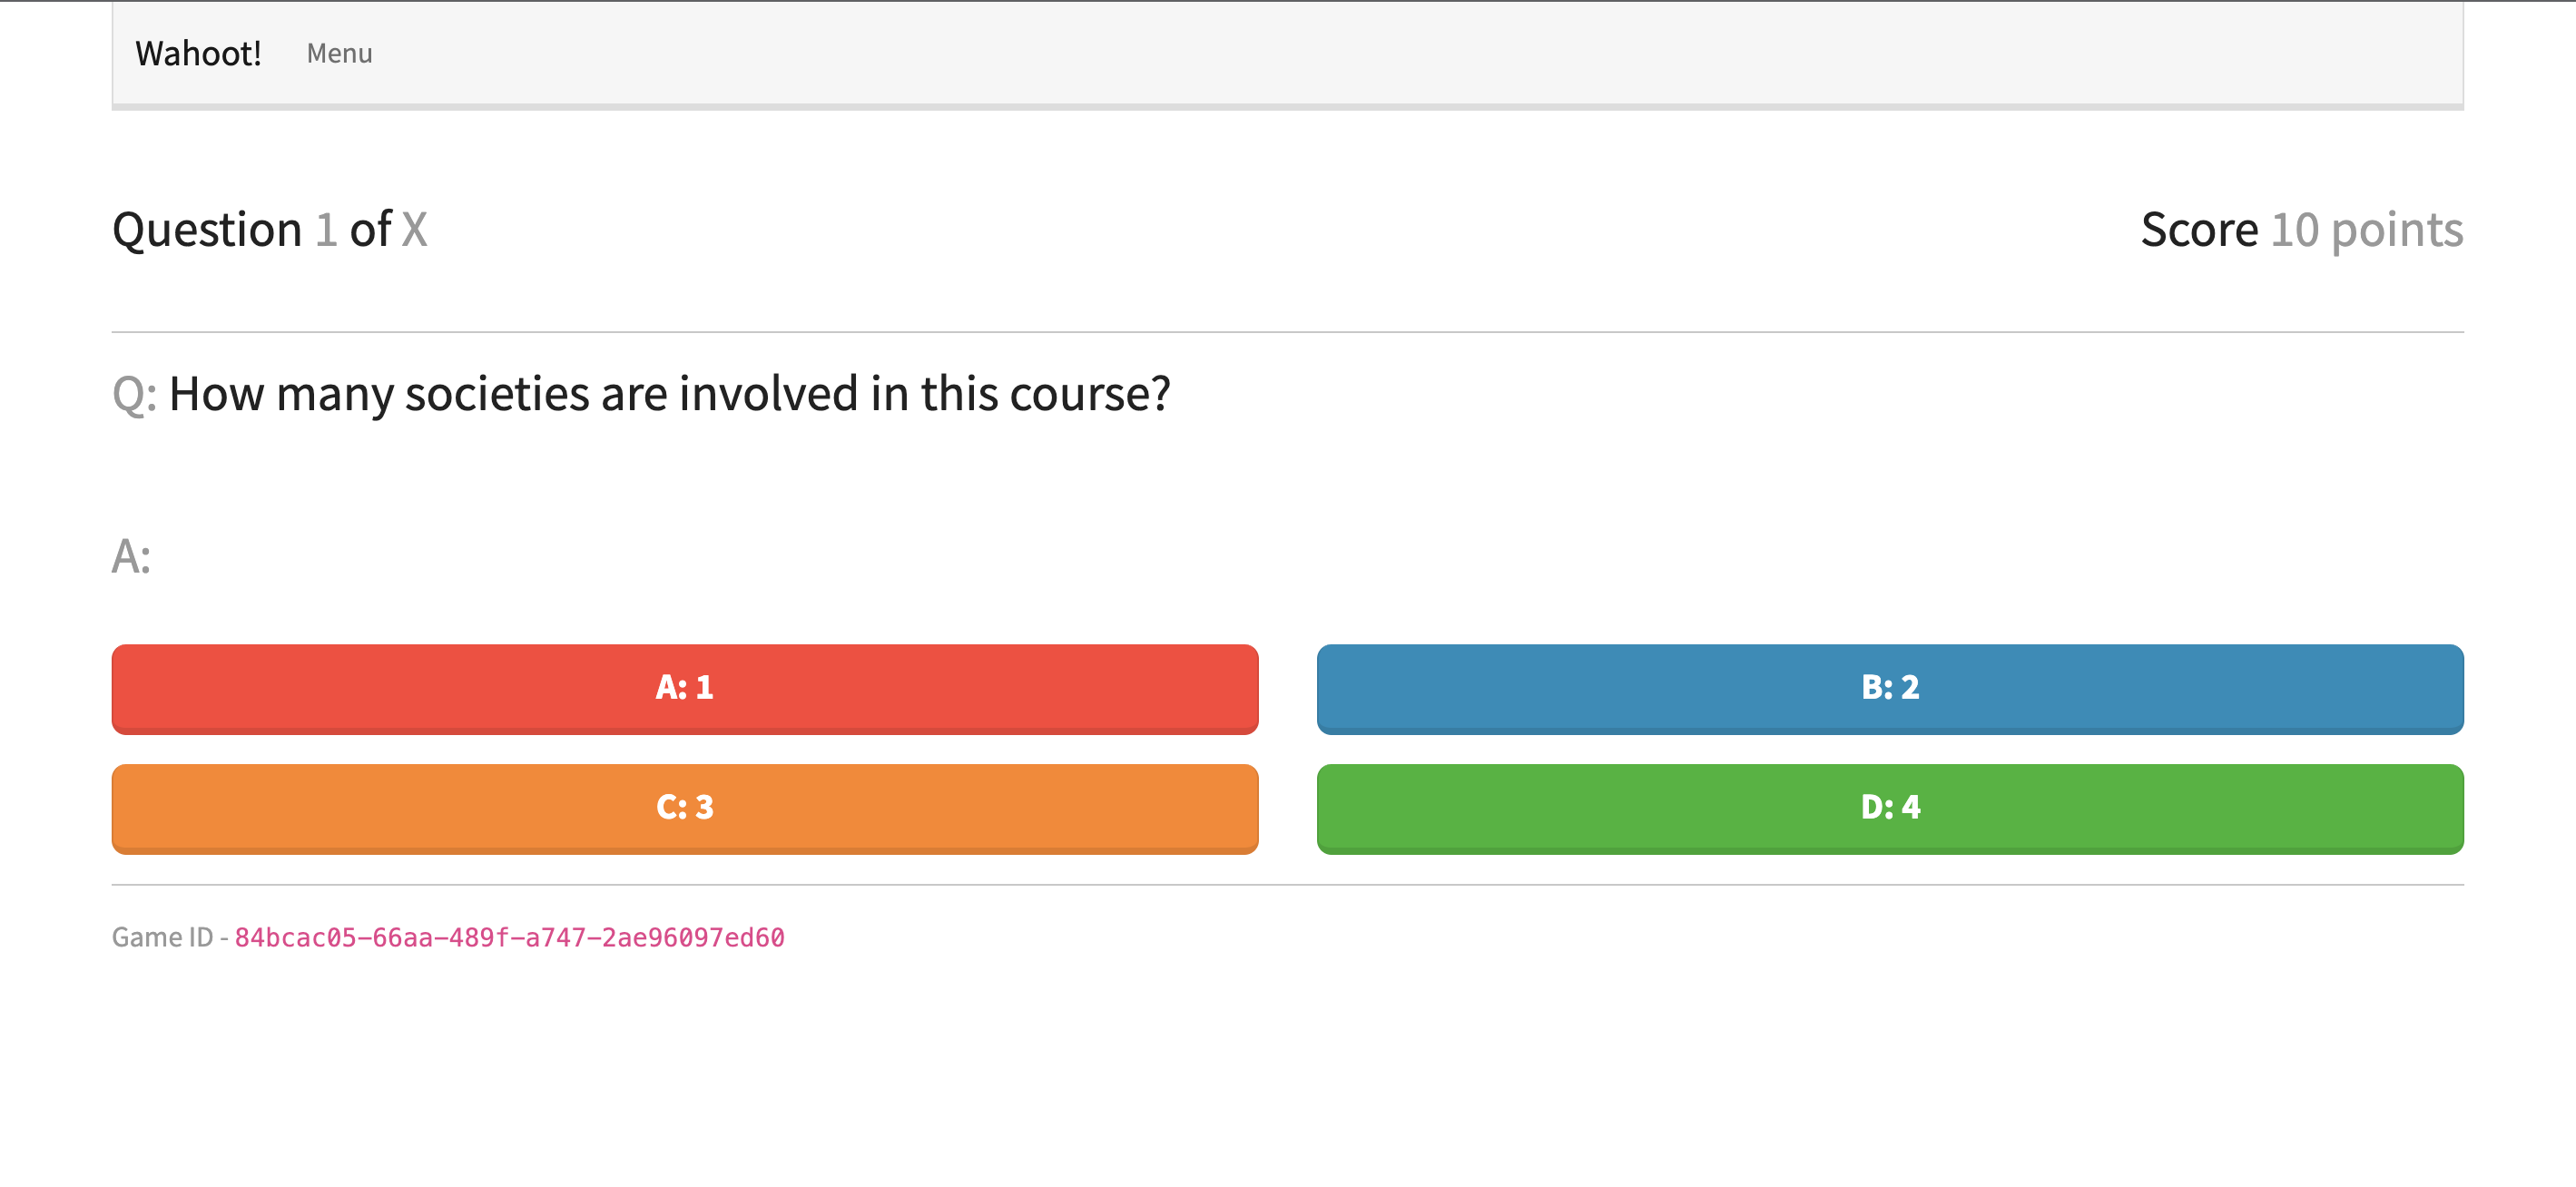 Wahoot! Menu
Question 1 of X
Score 10 points
Q: How many societies are involved in this course?
A:
A: 1
B: 2
C: 3
D: 4
Game ID - 84bcac05-66aa-489f-a747-2ae96097ed60